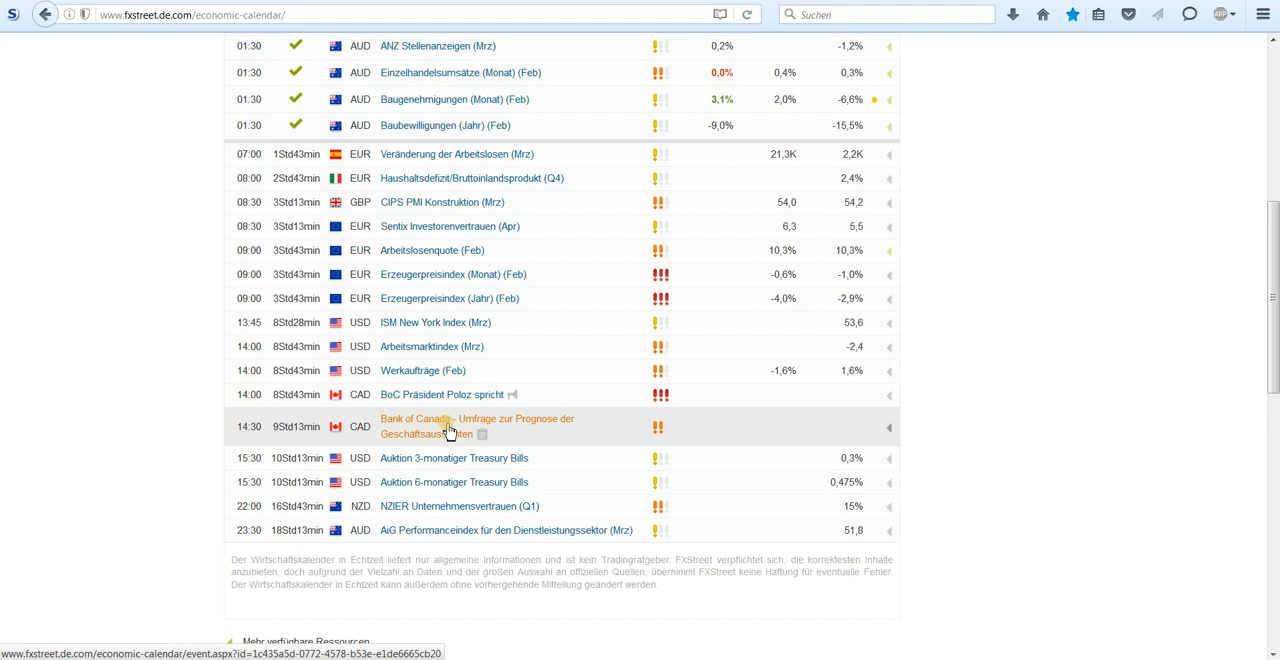 www.fxstreet.de.com/economic-calendar/
Suchen
ABP
01:30 AUD ANZ Stellenanzeigen (Mrz) 0,2% -1,2%
01:30 AUD Einzelhandelsumsätze (Monat) (Feb) 0,0% 0,4% 0,3%
01:30 AUD Baugenehmigungen (Monat) (Feb) 3,1% 2,0% -6,6%
01:30 AUD Baubewilligungen (Jahr) (Feb) -9,0% -15,5%
07:00 1Std43min EUR Veränderung der Arbeitslosen (Mrz) 21,3K 2,2K
08:00 2Std43min EUR Haushaltsdefizit/Bruttoinlandsprodukt (Q4) 2,4%
08:30 3Std13min GBP CIPS PMI Konstruktion (Mrz) 54,0 54,2
08:30 3Std13min EUR Sentix Investorenvertrauen (Apr) 6,3 5,5
09:00 3Std43min EUR Arbeitslosenquote (Feb) 10,3% 10,3%
09:00 3Std43min EUR Erzeugerpreisindex (Monat) (Feb) -0,6% -1,0%
09:00 3Std43min EUR Erzeugerpreisindex (Jahr) (Feb) -4,0% -2,9%
13:45 8Std28min USD ISM New York Index (Mrz) 53,6
14:00 8Std43min USD Arbeitsmarktindex (Mrz) -2,4
14:00 8Std43min USD Werkaufträge (Feb) -1,6% 1,6%
14:00 8Std43min CAD BoC Präsident Poloz spricht
14:30 9Std13min CAD Bank of Canada - Umfrage zur Prognose der
Geschäftsaussichten
15:30 10Std13min USD Auktion 3-monatiger Treasury Bills 0,3%
15:30 10Std13min USD Auktion 6-monatiger Treasury Bills 0,475%
22:00 16Std43min NZD NZIER Unternehmensvertrauen (Q1) 15%
23:30 18Std13min AUD AiG Performanceindex für den Dienstleistungssektor (Mrz) 51,8
Der Wirtschaftskalender in Echtzeit liefert nur allgemeine Informationen und ist kein Tradingratgeber. FXStreet verpflichtet sich, die korrektesten Inhalte
anzubieten, doch aufgrund der Vielzahl an Daten und der großen Auswahl an offiziellen Quellen, übernimmt FXStreet keine Haftung für eventuelle Fehler.
Der Wirtschaftskalender in Echtzeit kann außerdem ohne vorhergehende Mitteilung geändert werden.
Mehr verfügbare Ressourcen
www.fxstreet.de.com/economic-calendar/event.aspx?id=1c435a5d-0772-4578-b53e-e1de6665cb20